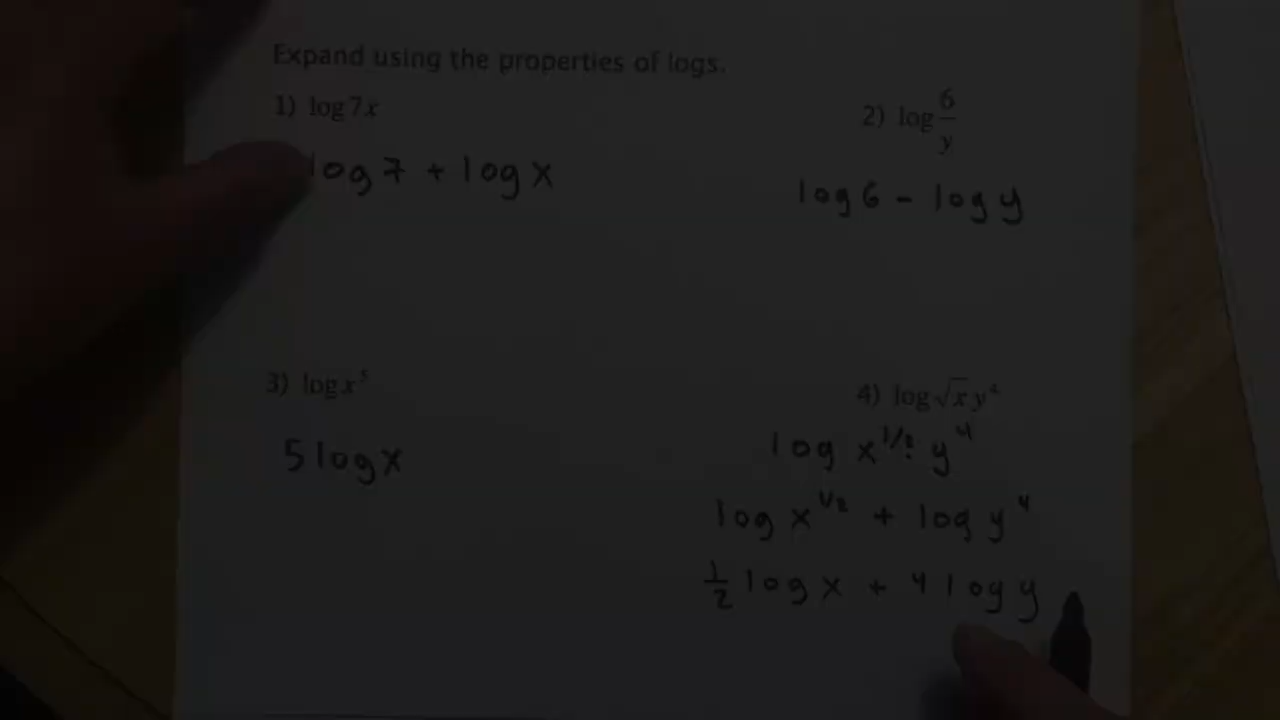 Expand using the properties of logs.
1) log 7x
log 7 + log x
2) log 6/y
log 6 - log y
3) log x⁵
5 log x
4) log √x y⁴
log x^1/2 y⁴
log x^1/2 + log y⁴
1/2 log x + 4 log y